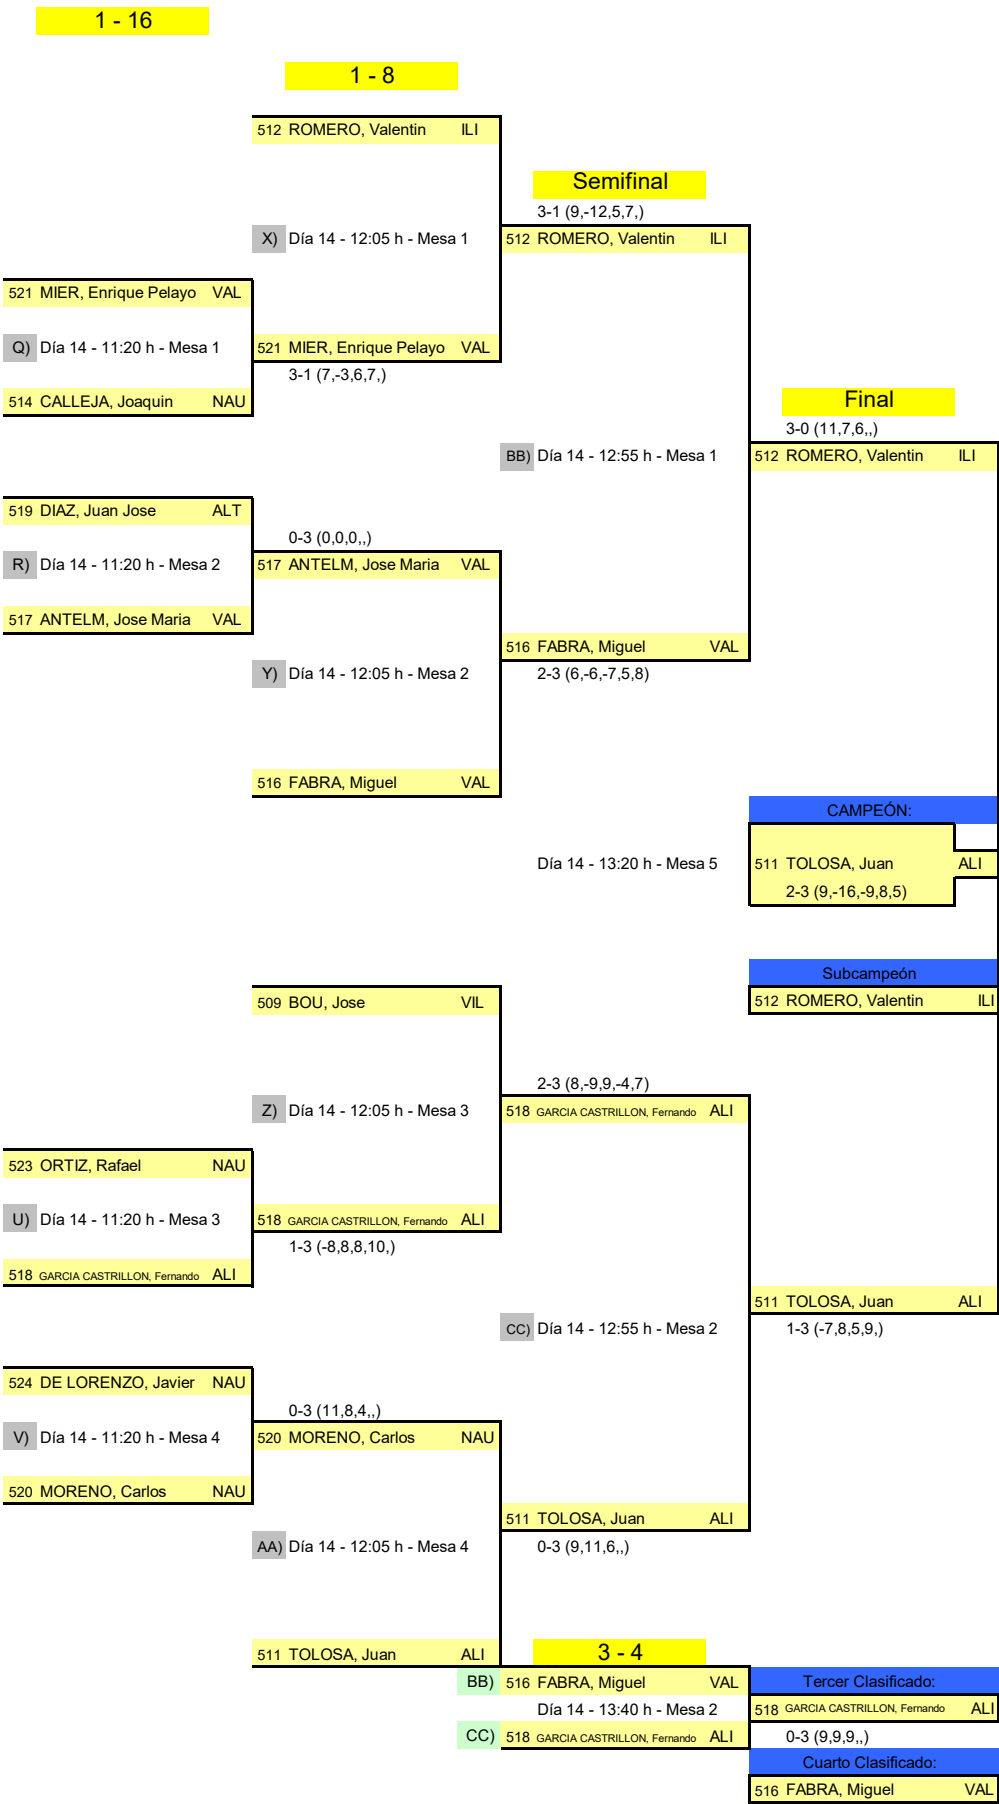 1 - 16
1 - 8
512 ROMERO, Valentin ILI
Semifinal
3-1 (9,-12,5,7,)
X) Día 14 - 12:05 h - Mesa 1
512 ROMERO, Valentin ILI
521 MIER, Enrique Pelayo VAL
Q) Día 14 - 11:20 h - Mesa 1
521 MIER, Enrique Pelayo VAL
3-1 (7,-3,6,7,)
514 CALLEJA, Joaquin NAU
Final
3-0 (11,7,6,,)
BB) Día 14 - 12:55 h - Mesa 1
512 ROMERO, Valentin ILI
519 DIAZ, Juan Jose ALT
0-3 (0,0,0,,)
R) Día 14 - 11:20 h - Mesa 2
517 ANTELM, Jose Maria VAL
517 ANTELM, Jose Maria VAL
516 FABRA, Miguel VAL
Y) Día 14 - 12:05 h - Mesa 2
2-3 (6,-6,-7,5,8)
516 FABRA, Miguel VAL
CAMPEÓN:
Día 14 - 13:20 h - Mesa 5
511 TOLOSA, Juan ALI
2-3 (9,-16,-9,8,5)
Subcampeón
509 BOU, Jose VIL
512 ROMERO, Valentin ILI
2-3 (8,-9,9,-4,7)
Z) Día 14 - 12:05 h - Mesa 3
518 GARCIA CASTRILLON, Fernando ALI
523 ORTIZ, Rafael NAU
U) Día 14 - 11:20 h - Mesa 3
518 GARCIA CASTRILLON, Fernando ALI
1-3 (-8,8,8,10,)
518 GARCIA CASTRILLON, Fernando ALI
511 TOLOSA, Juan ALI
CC) Día 14 - 12:55 h - Mesa 2
1-3 (-7,8,5,9,)
524 DE LORENZO, Javier NAU
0-3 (11,8,4,,)
V) Día 14 - 11:20 h - Mesa 4
520 MORENO, Carlos NAU
520 MORENO, Carlos NAU
511 TOLOSA, Juan ALI
AA) Día 14 - 12:05 h - Mesa 4
0-3 (9,11,6,,)
511 TOLOSA, Juan ALI
3 - 4
BB) 516 FABRA, Miguel VAL
Tercer Clasificado:
Día 14 - 13:40 h - Mesa 2
518 GARCIA CASTRILLON, Fernando ALI
CC) 518 GARCIA CASTRILLON, Fernando ALI
0-3 (9,9,9,,)
Cuarto Clasificado:
516 FABRA, Miguel VAL